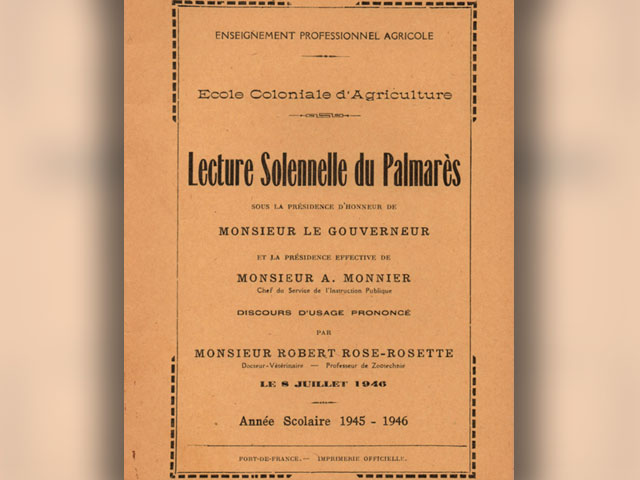 ENSEIGNEMENT PROFESSIONNEL AGRICOLE
Ecole Coloniale d'Agriculture
Lecture Solennelle du Palmarès
SOUS LA PRÉSIDENCE D'HONNEUR DE
MONSIEUR LE GOUVERNEUR
ET LA PRÉSIDENCE EFFECTIVE DE
MONSIEUR A. MONNIER
Chef du Service de l'Instruction Publique
DISCOURS D'USAGE PRONONCÉ
PAR
MONSIEUR ROBERT ROSE-ROSETTE
Docteur-Vétérinaire — Professeur de Zootechnie
LE 8 JUILLET 1946
Année Scolaire 1945 - 1946
FORT-DE-FRANCE.— IMPRIMERIE OFFICIELLE.